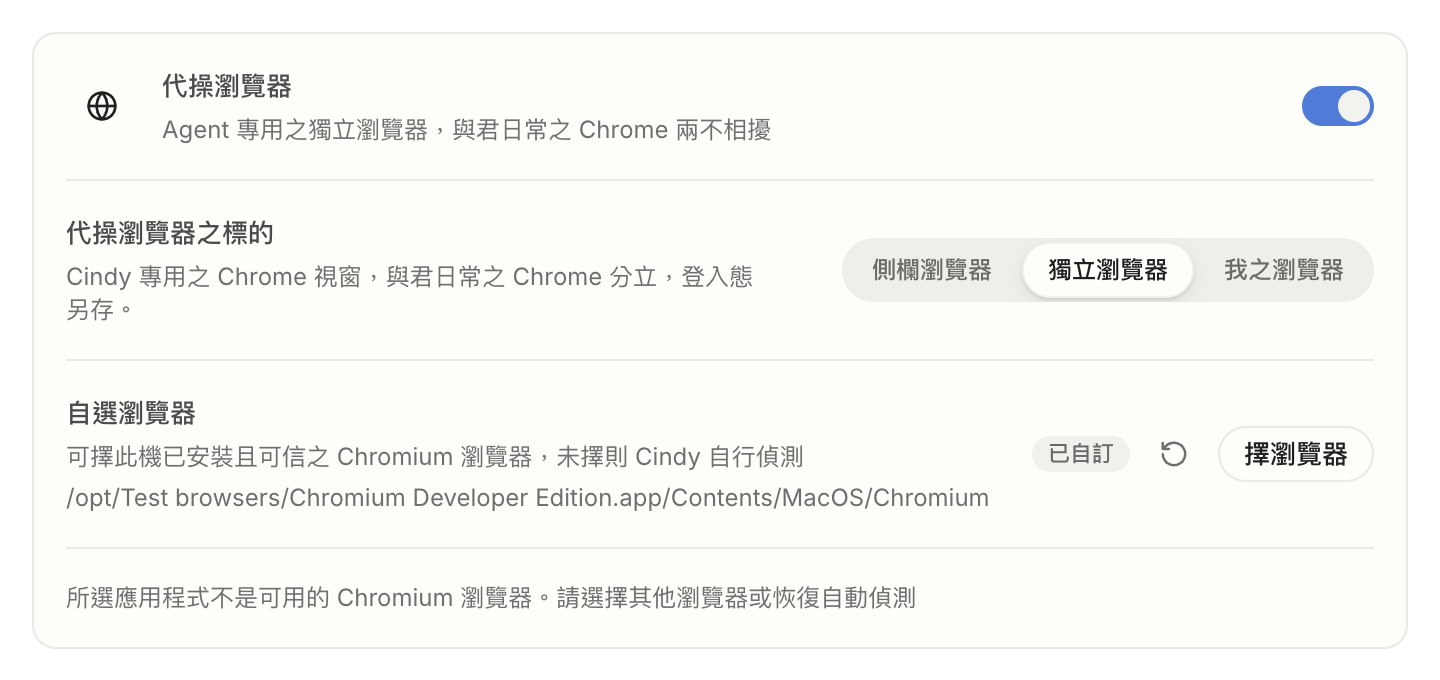 代操瀏覽器
Agent 專用之獨立瀏覽器，與君日常之 Chrome 兩不相擾
代操瀏覽器之標的
Cindy 專用之 Chrome 視窗，與君日常之 Chrome 分立，登入態
另存。
側欄瀏覽器
獨立瀏覽器
我之瀏覽器
自選瀏覽器
可擇此機已安裝且可信之 Chromium 瀏覽器，未擇則 Cindy 自行偵測
/opt/Test browsers/Chromium Developer Edition.app/Contents/MacOS/Chromium
已自訂
擇瀏覽器
所選應用程式不是可用的 Chromium 瀏覽器。請選擇其他瀏覽器或恢復自動偵測